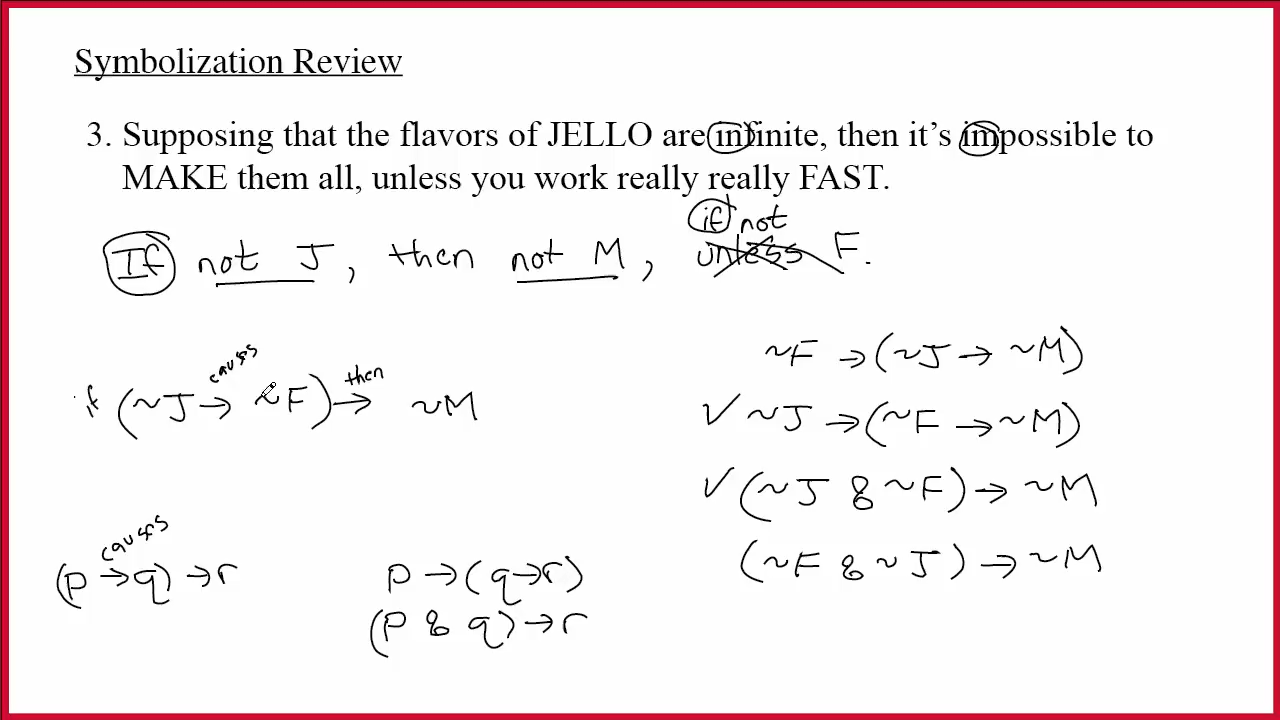 Symbolization Review
3. Supposing that the flavors of JELLO are infinite, then it's impossible to
MAKE them all, unless you work really really FAST.
if not
If not J, then not M, unless F.
~F → (~J → ~M)
causes
then
if (~J → ~F) → ~M
✓ ~J → (~F → ~M)
✓ (~J & ~F) → ~M
causes
(p → q) → r
p → (q → r)
(~F & ~J) → ~M
(p & q) → r